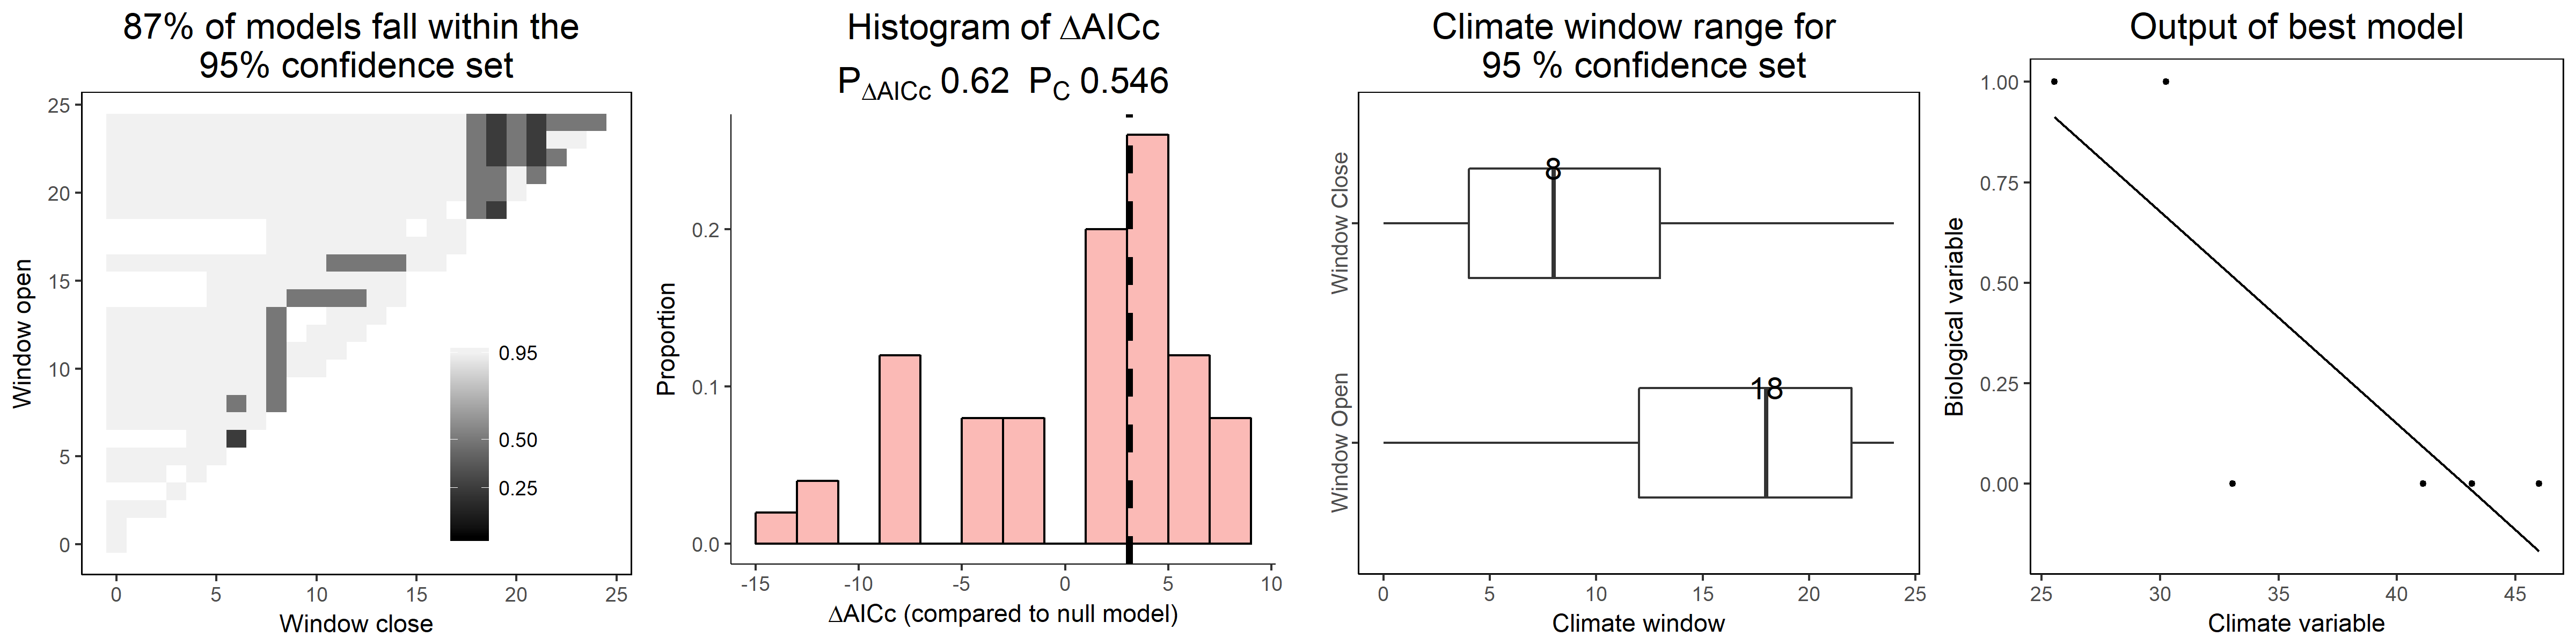 87% of models fall within the
95% confidence set
25
20
15
10
5
0
Window open
0.95
0.50
0.25
0 5 10 15 20 25
Window close
Histogram of ΔAICc
PΔAICc 0.62 PC 0.546
0.2
0.1
0.0
Proportion
-15 -10 -5 0 5 10
ΔAICc (compared to null model)
Climate window range for
95 % confidence set
Window Close
8
Window Open
18
0 5 10 15 20 25
Climate window
Output of best model
1.00
0.75
0.50
0.25
0.00
Biological variable
25 30 35 40 45
Climate variable